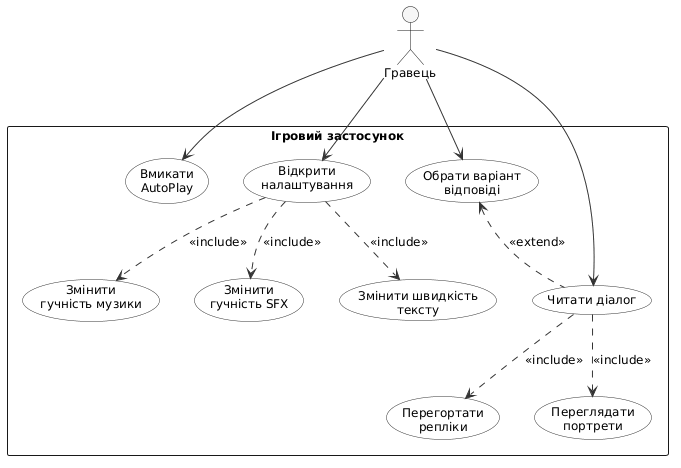 Гравець
Ігровий застосунок
Вмикати
AutoPlay
Відкрити
налаштування
Обрати варіант
відповіді
«include»
«include»
«include»
«extend»
Змінити
гучність музики
Змінити
гучність SFX
Змінити швидкість
тексту
Читати діалог
«include»
«include»
Перегортати
репліки
Переглядати
портрети